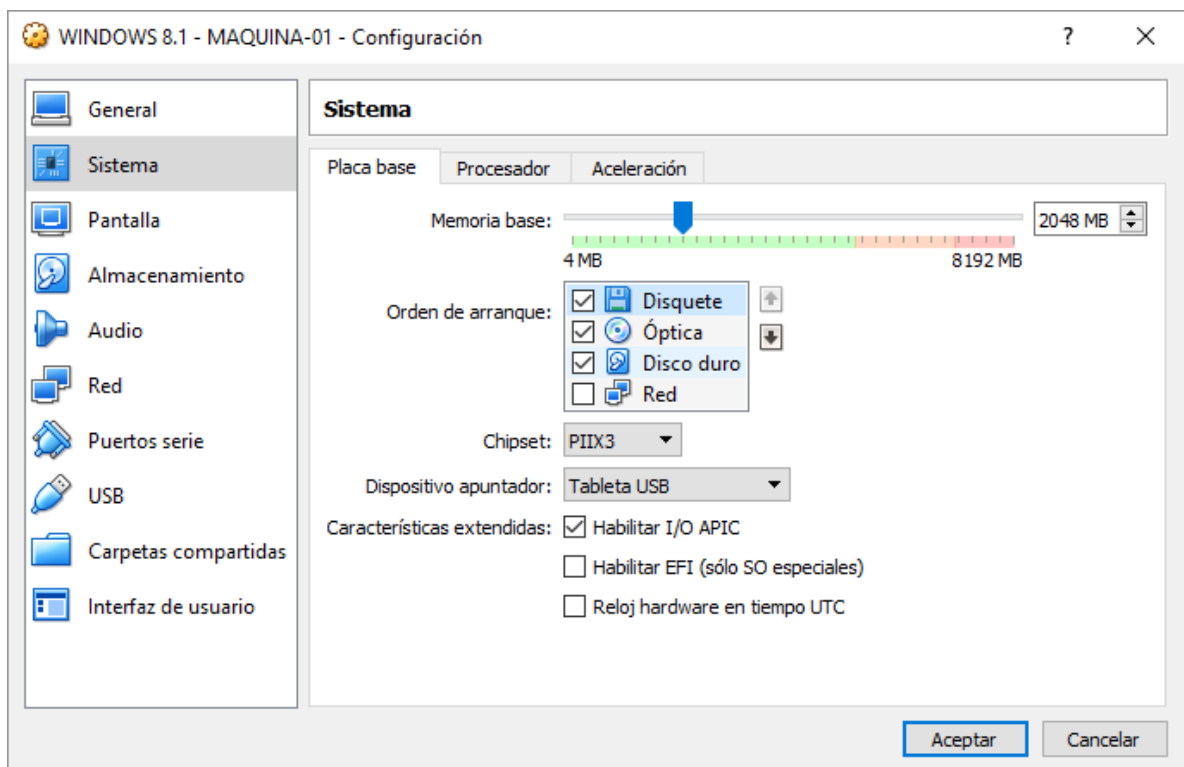 WINDOWS 8.1 - MAQUINA-01 - Configuración ?
General
Sistema
Pantalla
Almacenamiento
Audio
Red
Puertos serie
USB
Carpetas compartidas
Interfaz de usuario
Sistema
Placa base Procesador Aceleración
Memoria base: 2048 MB
4 MB 8192 MB
Orden de arranque:
Disquete
Óptica
Disco duro
Red
Chipset: PIIX3
Dispositivo apuntador: Tableta USB
Características extendidas: Habilitar I/O APIC
Habilitar EFI (sólo SO especiales)
Reloj hardware en tiempo UTC
Aceptar Cancelar